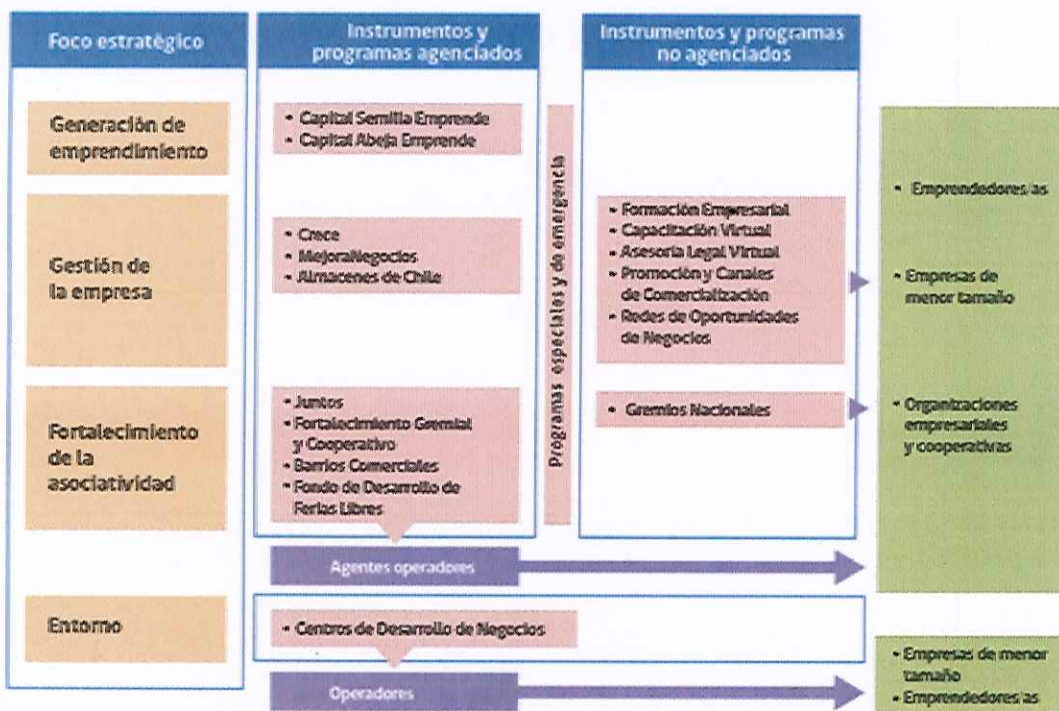 Foco estratégico
Instrumentos y
programas agenciados
Instrumentos y programas
no agenciados
Generación de
emprendimiento
• Capital Semilla Emprende
• Capital Abeja Emprende
Gestión de
la empresa
• Crece
• MejoraNegocios
• Almacenes de Chile
Fortalecimiento
de la
asociatividad
• Juntos
• Fortalecimiento Gremial
y Cooperativo
• Barrios Comerciales
• Fondo de Desarrollo de
Ferias Libres
Programas especiales y de emergencia
• Formación Empresarial
• Capacitación Virtual
• Asesoría Legal Virtual
• Promoción y Canales
de Comercialización
• Redes de Oportunidades
de Negocios
• Gremios Nacionales
• Emprendedores/as
• Empresas de
menor tamaño
• Organizaciones
empresariales
y cooperativas
Agentes operadores
Entorno
• Centros de Desarrollo de Negocios
Operadores
• Empresas de menor
tamaño
• Emprendedores/as